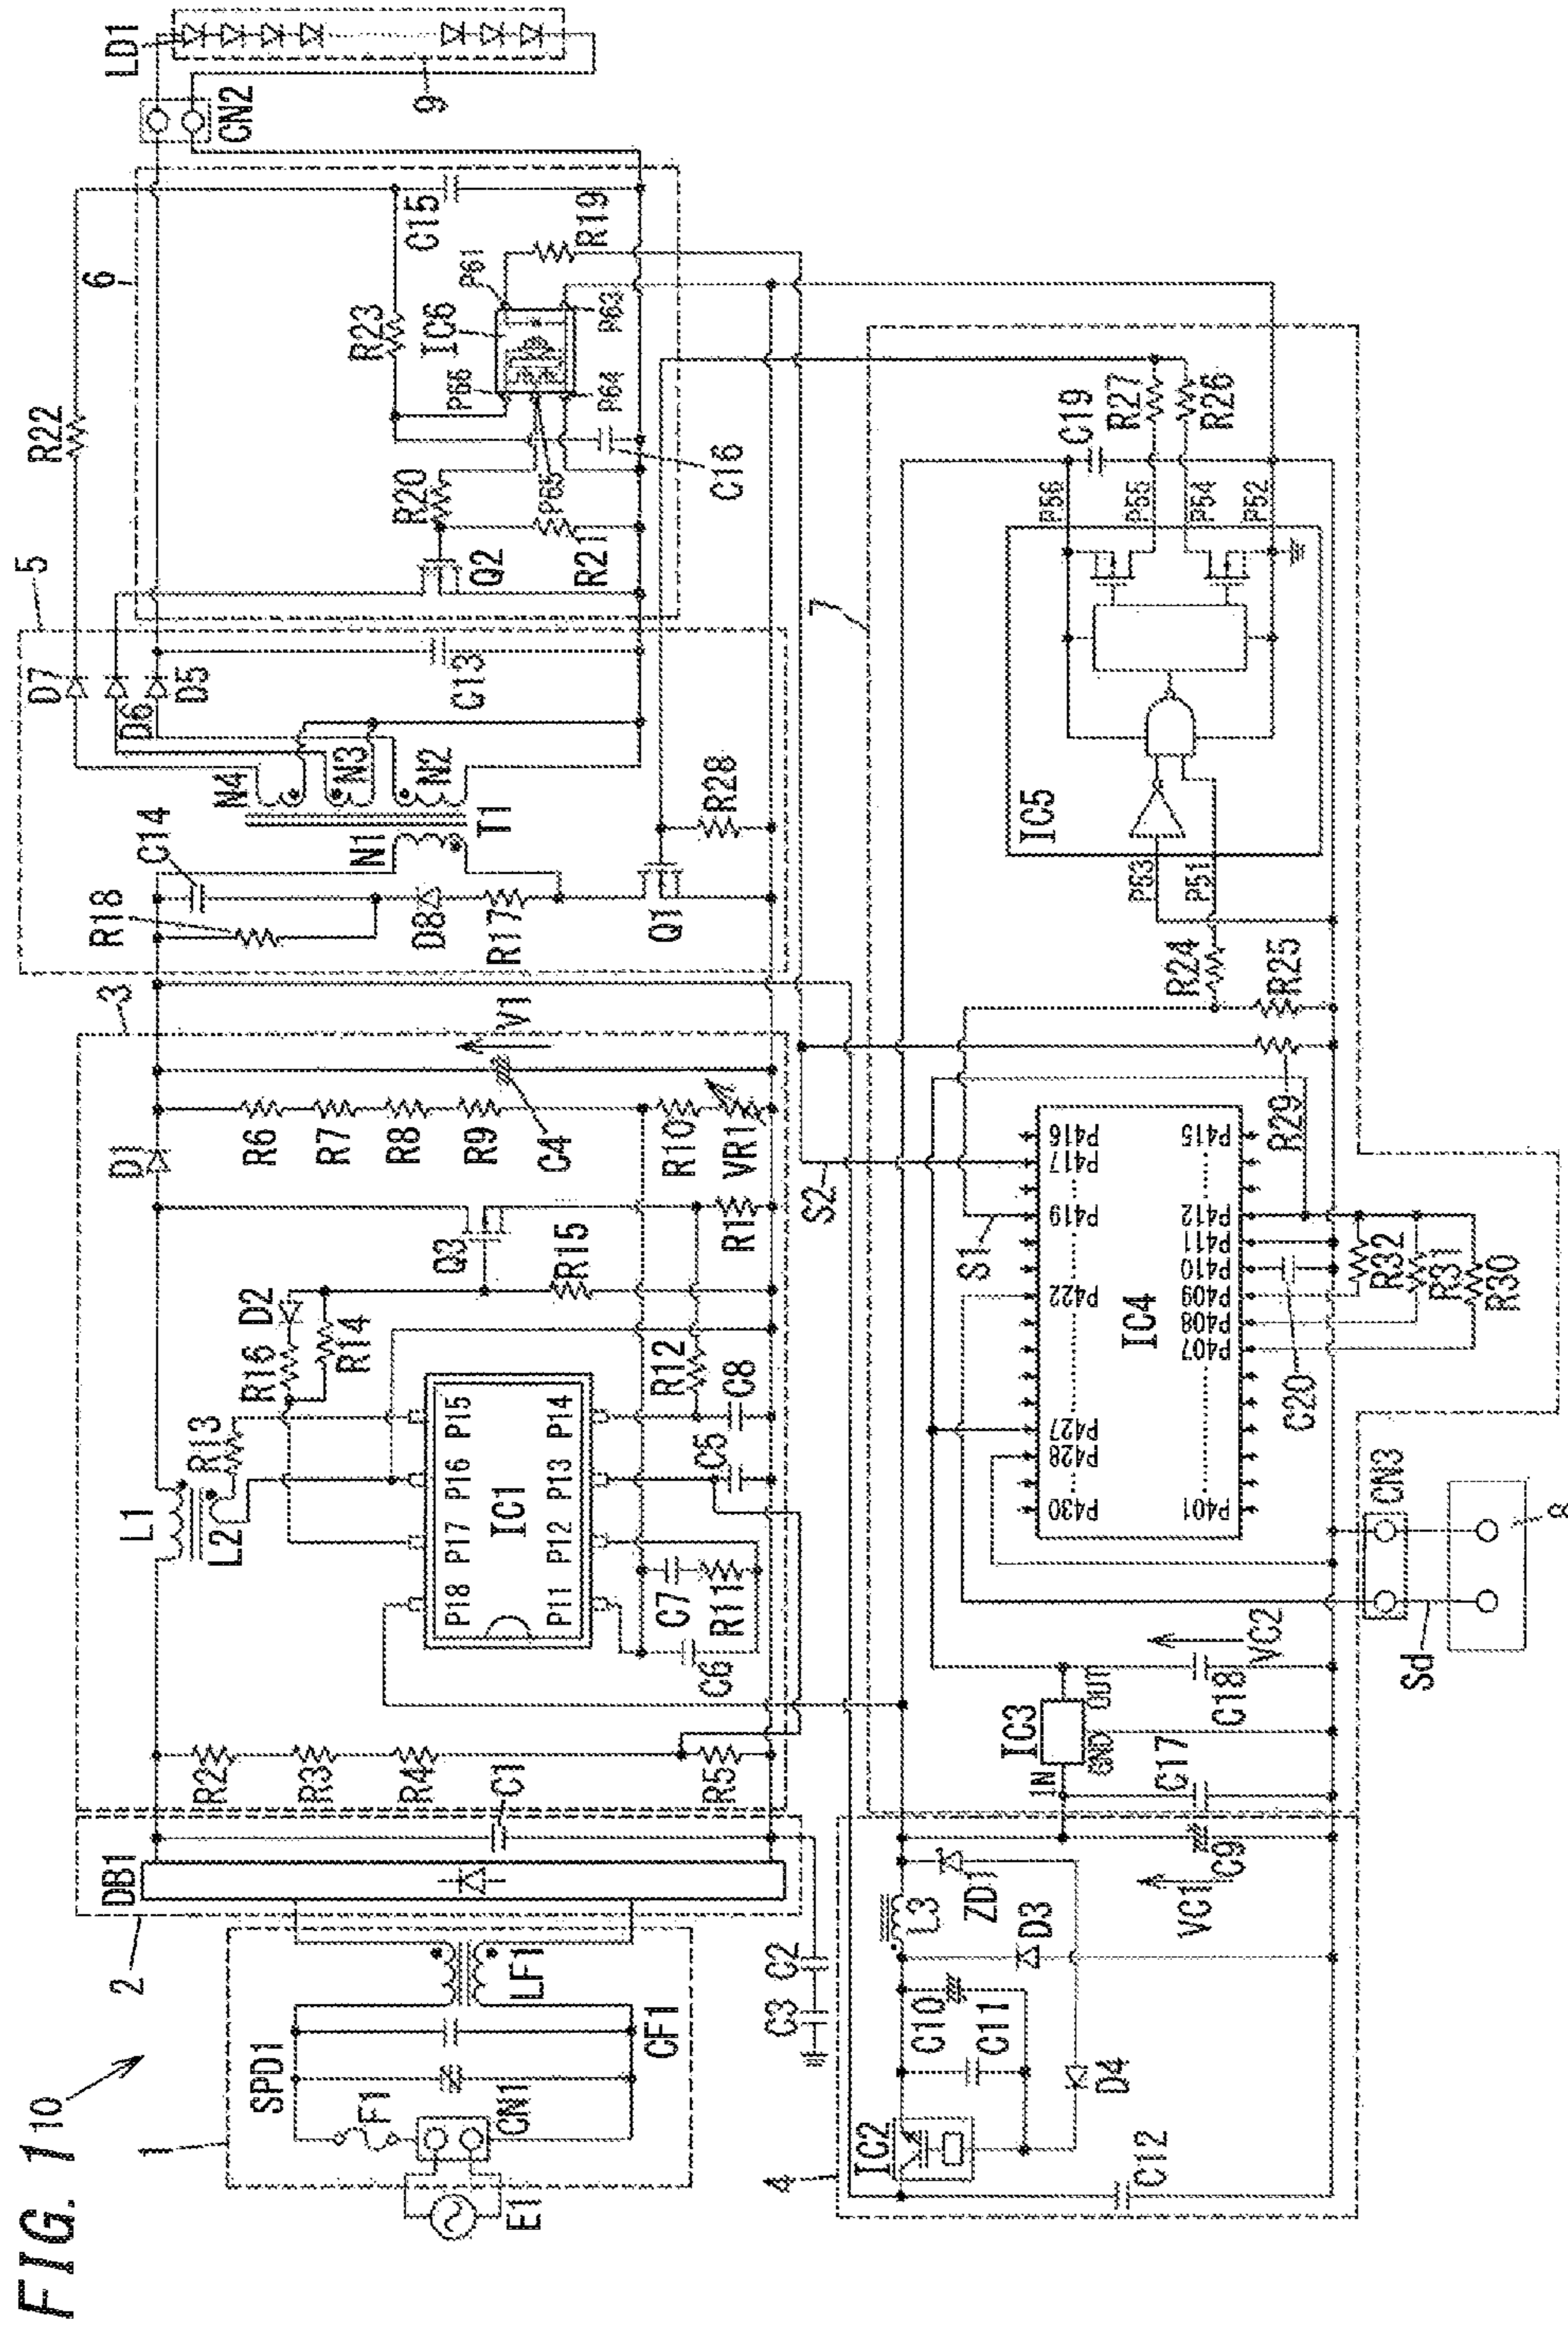 FIG. 1
10
1
SPD1
F1
CN1
E1
LF1
CF1
2
DB1
C1
C2
C3
3
R2
R3
R4
R5
L1
L2
R13
R16
D2
R14
P18
P17
P16
P15
IC1
P11
P12
P13
P14
C6
C7
R11
C5
C8
R12
Q3
R15
R1
D1
R6
R7
R8
R9
R10
VR1
C4
V1
5
R18
C14
D8
R17
Q1
R28
N1
T1
N4
N3
N2
D7
D6
D5
C13
6
R22
R23
C15
Q2
R20
R21
IC6
P61
P63
P64
P65
P66
C16
R19
CN2
LD1
9
4
IC2
C12
C10
C11
D4
D3
L3
ZD1
VC1
C9
7
IC3
IN
OUT
GND
C17
C18
VC2
S1
S2
P430
P428
P427
P422
P419
P417
P416
IC4
P401
P407
P408
P409
P410
P411
P412
P415
C20
R32
R31
R30
R29
R24
R25
IC5
P53
P51
P56
P55
P54
P52
C19
R27
R26
CN3
Sd
8